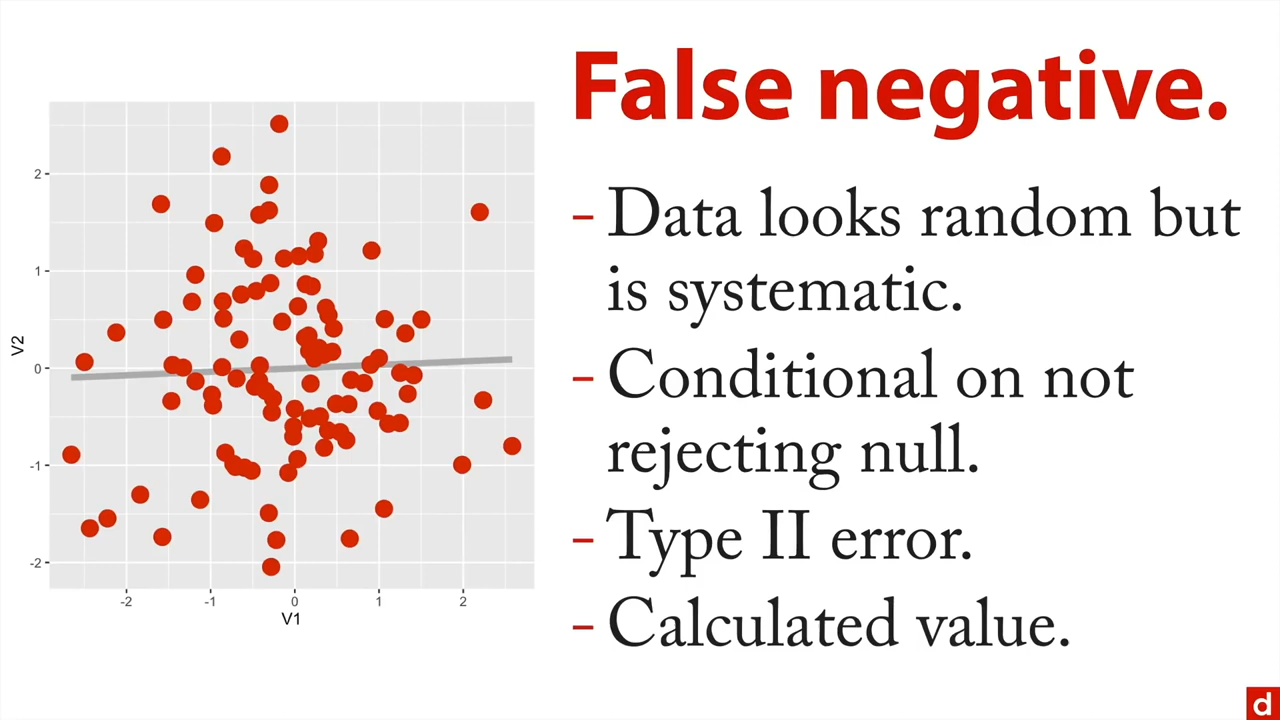 False negative.
- Data looks random but
is systematic.
- Conditional on not
rejecting null.
- Type II error.
- Calculated value.
V2
2
1
0
-1
-2
-2 -1 0 1 2
V1
d